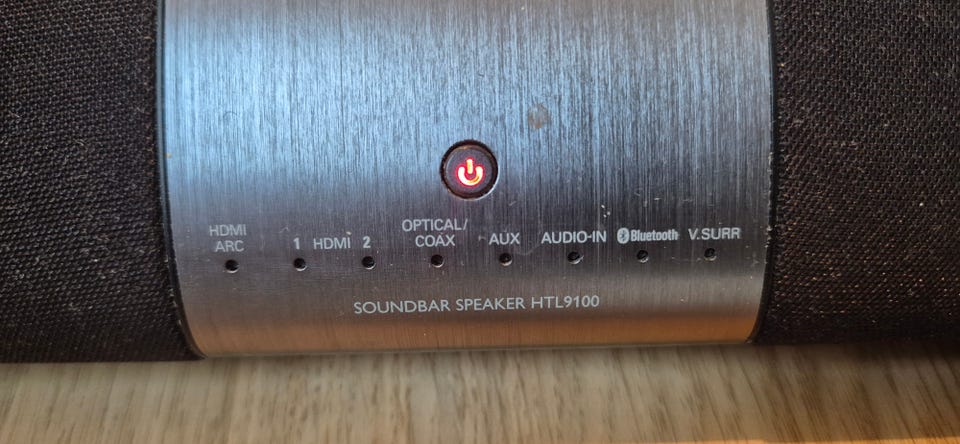 HDMI ARC
1 HDMI 2
OPTICAL/
COAX
AUX
AUDIO-IN
Bluetooth
V.SURR
SOUNDBAR SPEAKER HTL9100